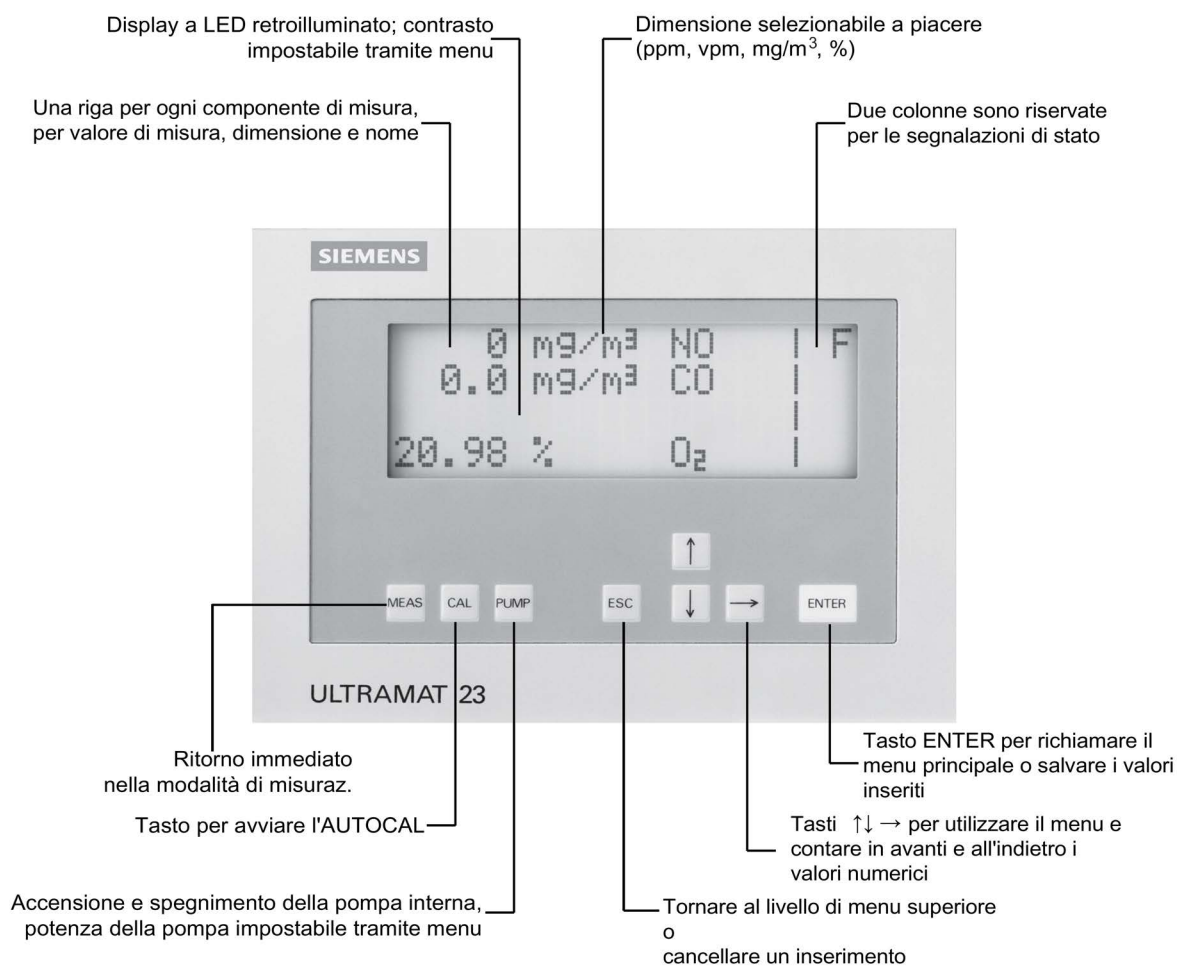 Display a LED retroilluminato; contrasto
impostabile tramite menu
Dimensione selezionabile a piacere
(ppm, vpm, mg/m³, %)
Una riga per ogni componente di misura,
per valore di misura, dimensione e nome
Due colonne sono riservate
per le segnalazioni di stato
SIEMENS
0 mg/m³ NO | F
0.0 mg/m³ CO |
|
20.98 % O₂ |
↑
MEAS CAL PUMP ESC ↓ → ENTER
ULTRAMAT 23
Ritorno immediato
nella modalità di misuraz.
Tasto per avviare l'AUTOCAL
Accensione e spegnimento della pompa interna,
potenza della pompa impostabile tramite menu
Tasto ENTER per richiamare il
menu principale o salvare i valori
inseriti
Tasti ↑↓→ per utilizzare il menu e
contare in avanti e all'indietro i
valori numerici
Tornare al livello di menu superiore
o
cancellare un inserimento